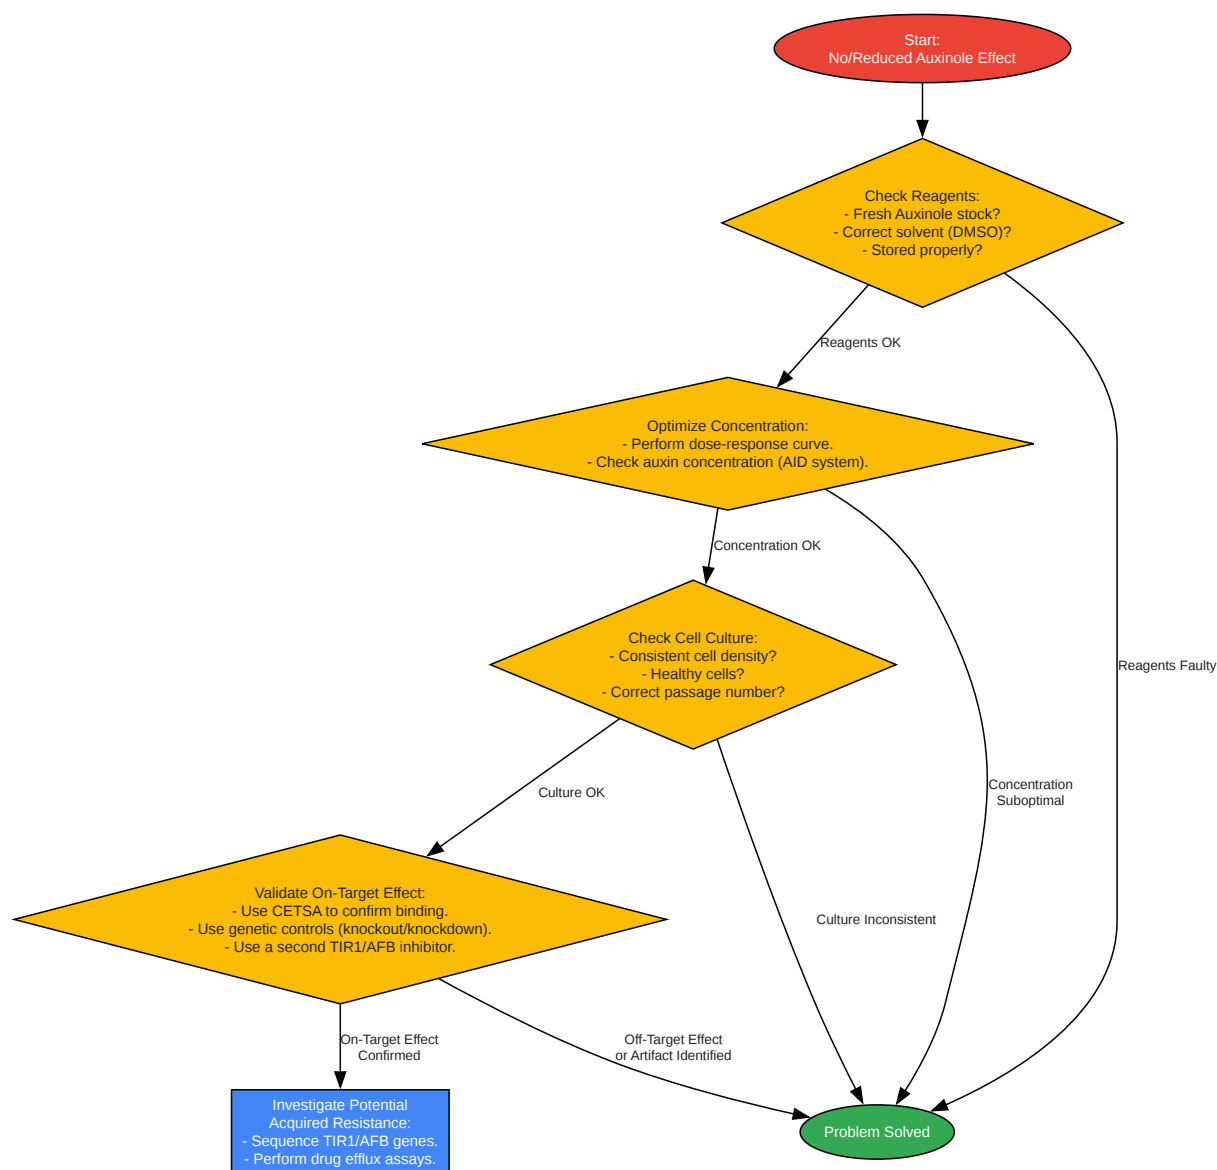 Start:
No/Reduced Auxinole Effect
Check Reagents:
- Fresh Auxinole stock?
- Correct solvent (DMSO)?
- Stored properly?
Reagents OK
Optimize Concentration:
- Perform dose-response curve.
- Check auxin concentration (AID system).
Concentration OK
Check Cell Culture:
- Consistent cell density?
- Healthy cells?
- Correct passage number?
Reagents Faulty
Concentration
Suboptimal
Culture OK
Validate On-Target Effect:
- Use CETSA to confirm binding.
- Use genetic controls (knockout/knockdown).
- Use a second TIR1/AFB inhibitor.
Culture Inconsistent
On-Target Effect
Confirmed
Off-Target Effect
or Artifact Identified
Investigate Potential
Acquired Resistance:
- Sequence TIR1/AFB genes.
- Perform drug efflux assays.
Problem Solved